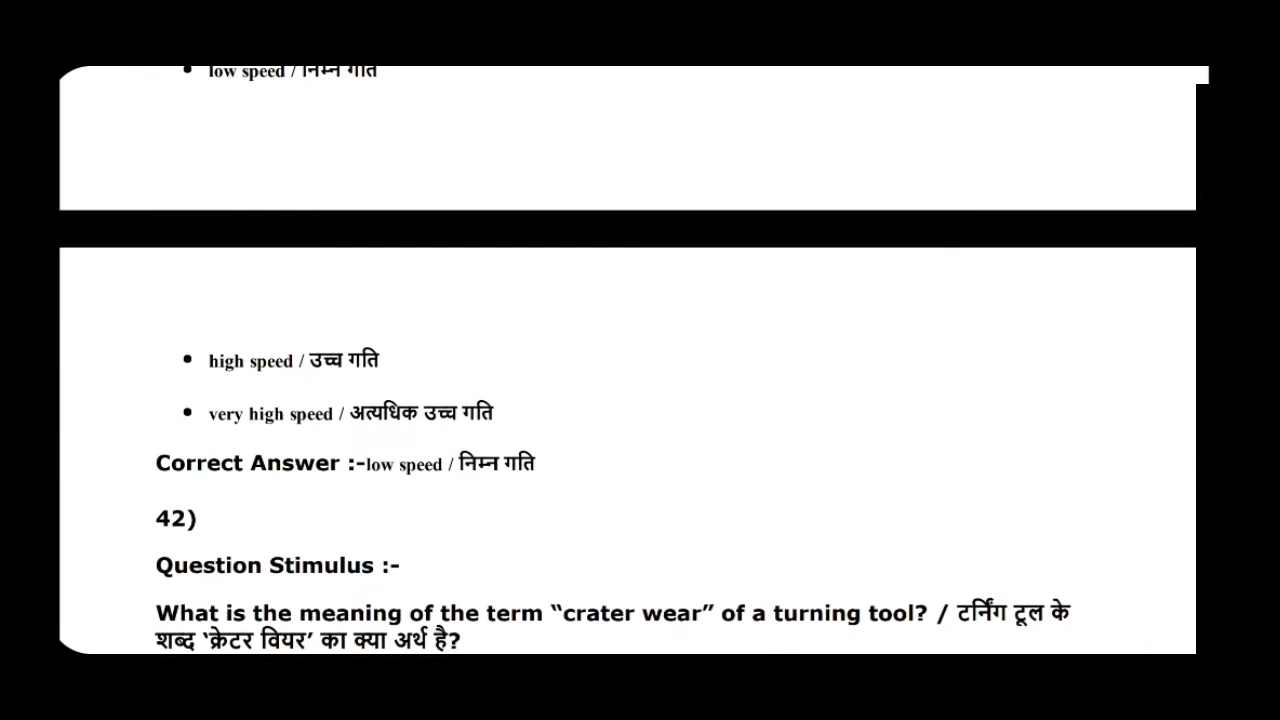 • low speed / निम्न गति
• high speed / उच्च गति
• very high speed / अत्यधिक उच्च गति
Correct Answer :-low speed / निम्न गति
42)
Question Stimulus :-
What is the meaning of the term “crater wear” of a turning tool? / टर्निंग टूल के
शब्द ‘क्रेटर वियर’ का क्या अर्थ है?